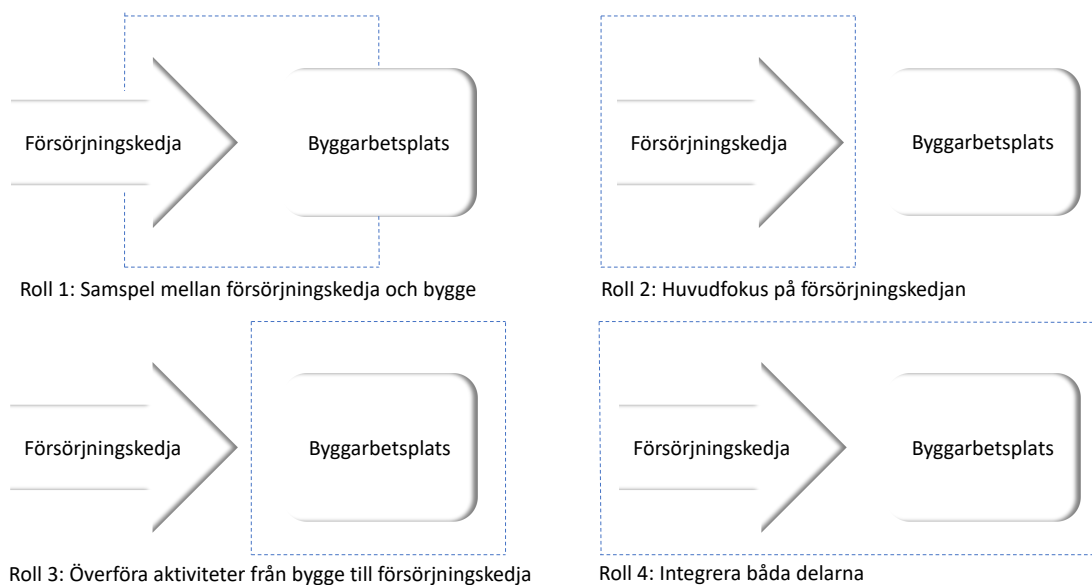 Försörjningskedja
Byggarbetsplats
Roll 1: Samspel mellan försörjningskedja och bygge
Försörjningskedja
Byggarbetsplats
Roll 2: Huvudfokus på försörjningskedjan
Försörjningskedja
Byggarbetsplats
Roll 3: Överföra aktiviteter från bygge till försörjningskedja
Försörjningskedja
Byggarbetsplats
Roll 4: Integrera båda delarna